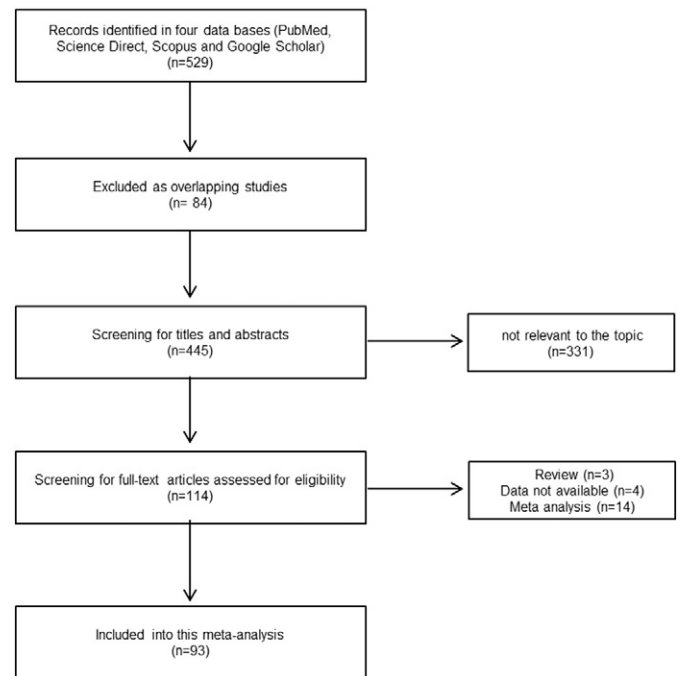 Records identified in four data bases (PubMed,
Science Direct, Scopus and Google Scholar)
(n=529)
Excluded as overlapping studies
(n= 84)
Screening for titles and abstracts
(n=445)
not relevant to the topic
(n=331)
Screening for full-text articles assessed for eligibility
(n=114)
Review (n=3)
Data not available (n=4)
Meta analysis (n=14)
Included into this meta-analysis
(n=93)